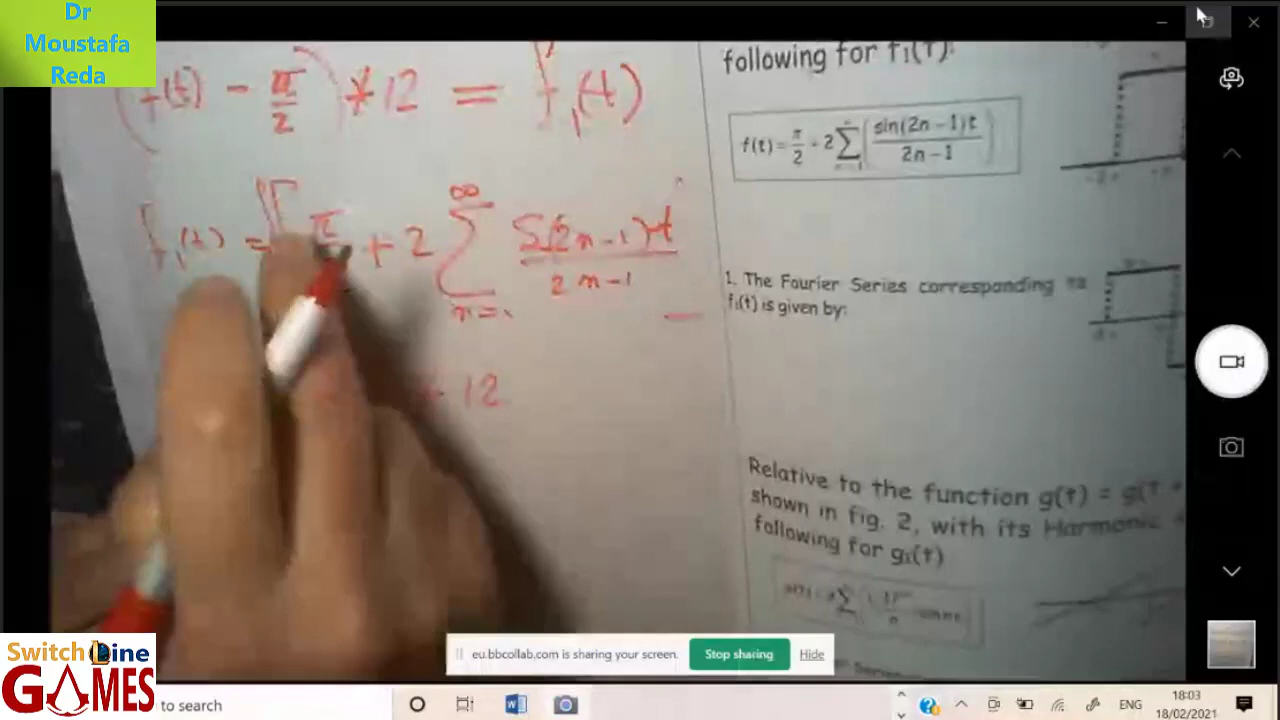 Dr
Moustafa
Reda
(f(t) - π/2) * 12 = f₁(t)
f₁(t) = [[π + 2 ∑ ∞ n= S(2n-1)t / 2n-1 -
* 12
following for f₁(t):
f(t) = π/2 + 2∑ (sin(2n-1)t / 2n-1)
1. The Fourier Series corresponding to
f₁(t) is given by:
Relative to the function g(t) = g(t +
shown in fig. 2, with its Harmonic
following for g₁(t)
eu.bbcollab.com is sharing your screen.
Stop sharing
Hide
Switch Line
GAMES
to search
W
ENG
18:03
18/02/2021